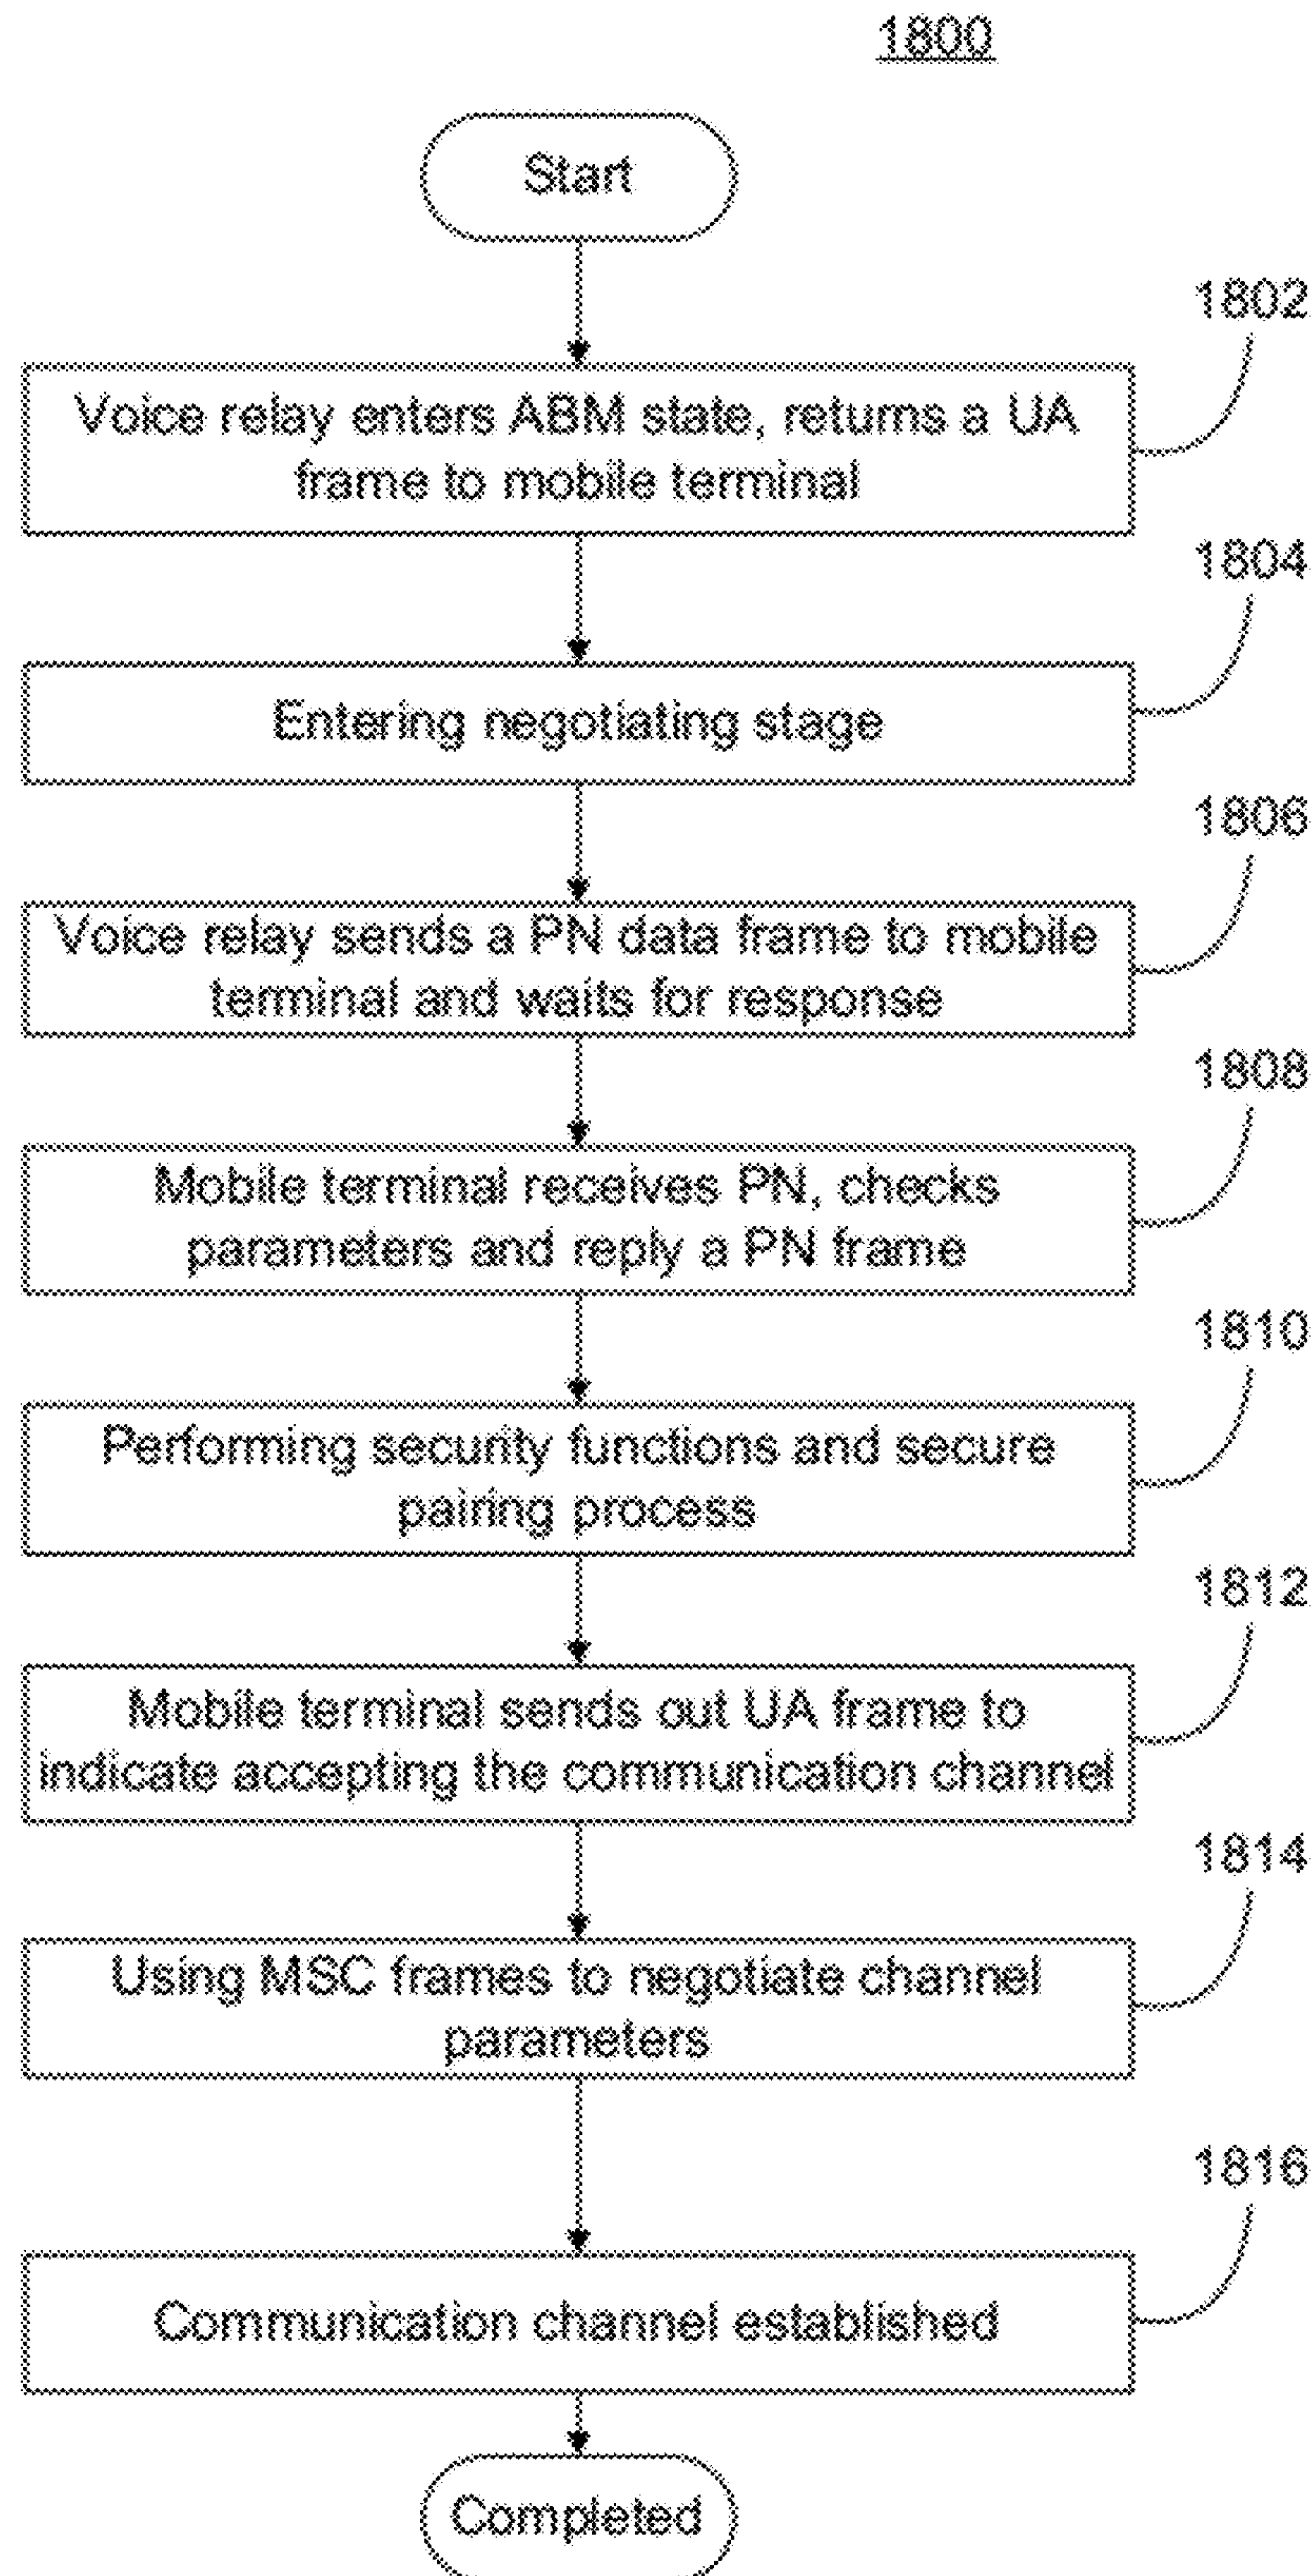 1800
Start
1802
Voice relay enters ABM state, returns a UA
frame to mobile terminal
1804
Entering negotiating stage
1806
Voice relay sends a PN data frame to mobile
terminal and waits for response
1808
Mobile terminal receives PN, checks
parameters and reply a PN frame
1810
Performing security functions and secure
pairing process
1812
Mobile terminal sends out UA frame to
indicate accepting the communication channel
1814
Using MSC frames to negotiate channel
parameters
1816
Communication channel established
Completed